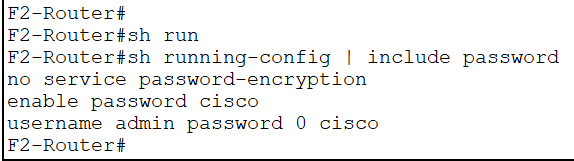 F2-Router#
F2-Router#sh run
F2-Router#sh running-config | include password
no service password-encryption
enable password cisco
username admin password 0 cisco
F2-Router#